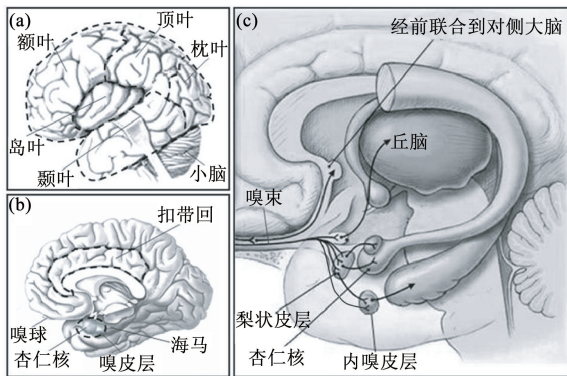 (a)
顶叶
额叶
枕叶
岛叶
颞叶
小脑
(b)
扣带回
嗅球
杏仁核
嗅皮层
海马
(c)
经前联合到对侧大脑
丘脑
嗅束
梨状皮层
杏仁核
内嗅皮层